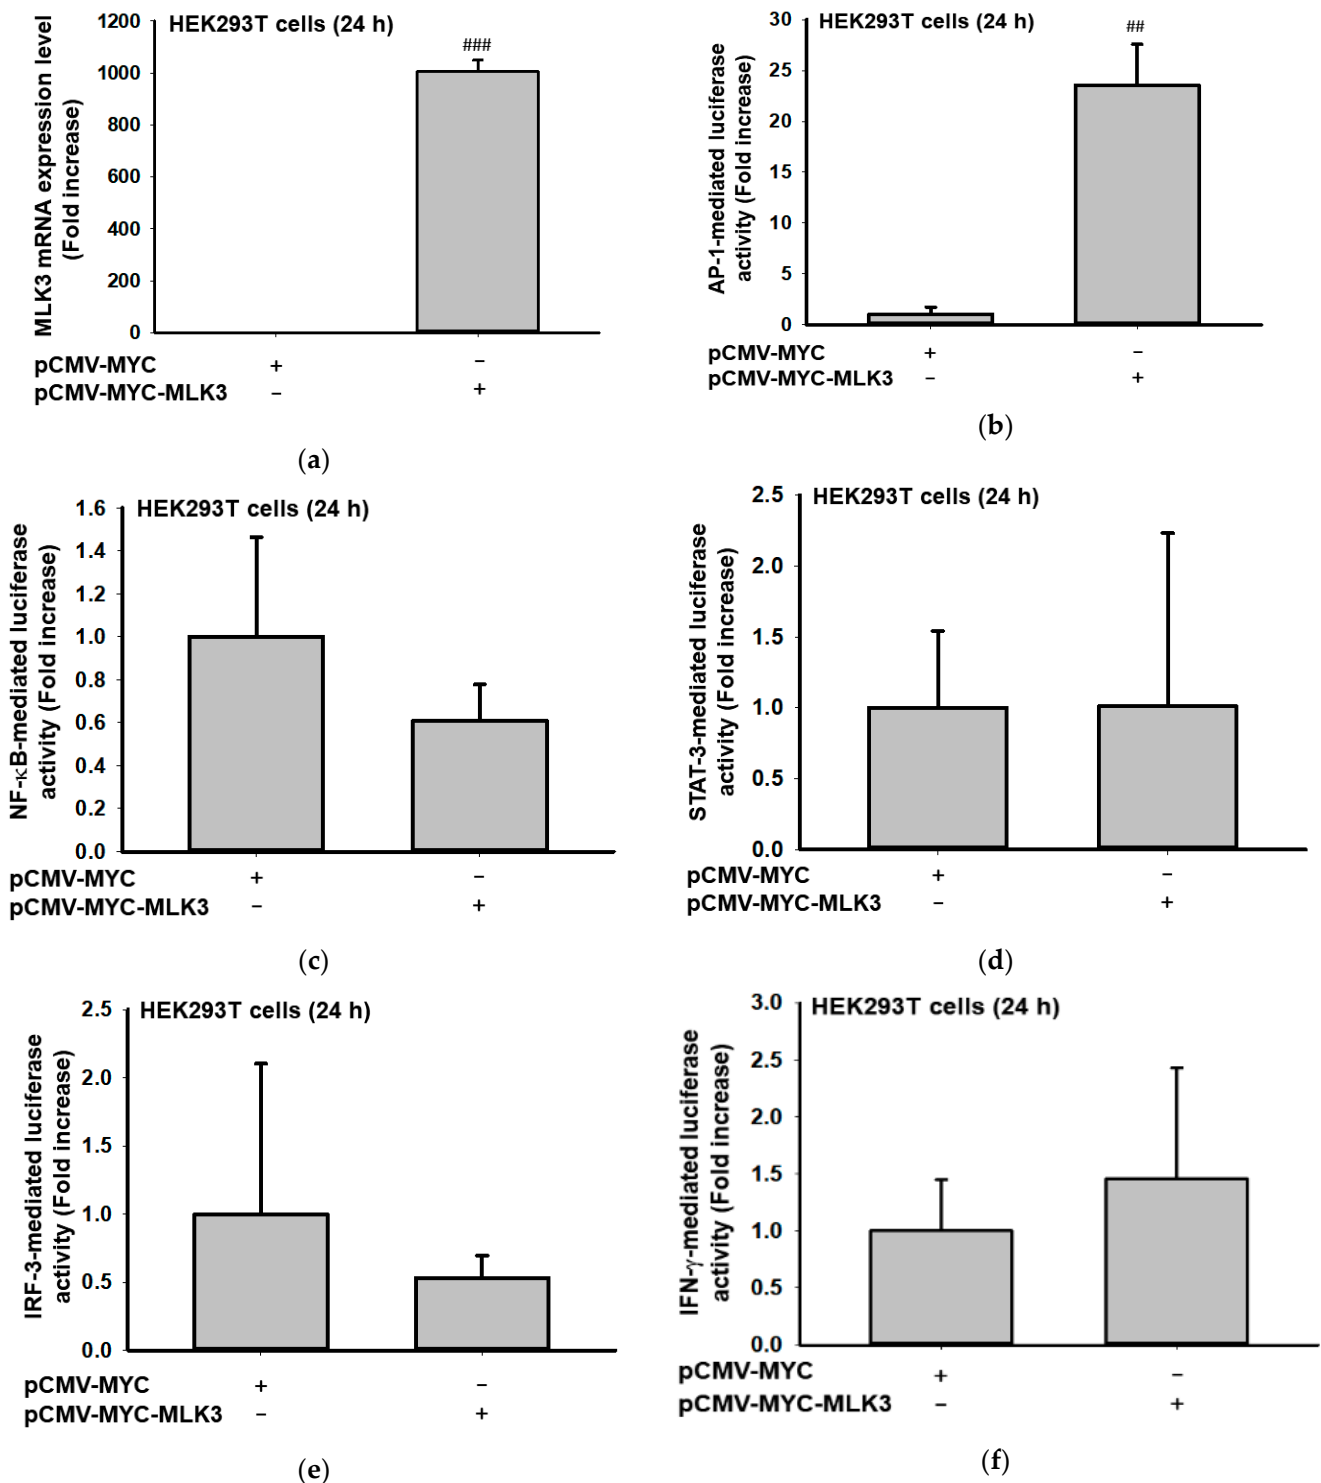 HEK293T cells (24 h)
MLK3 mRNA expression level
(Fold increase)
1200
1000
800
600
400
200
0
###
pCMV-MYC + −
pCMV-MYC-MLK3 − +
(a)
HEK293T cells (24 h)
AP-1-mediated luciferase
activity (Fold increase)
30
25
20
15
10
5
0
##
pCMV-MYC + −
pCMV-MYC-MLK3 − +
(b)
HEK293T cells (24 h)
NF-κB-mediated luciferase
activity (Fold increase)
1.6
1.4
1.2
1.0
0.8
0.6
0.4
0.2
0.0
pCMV-MYC + −
pCMV-MYC-MLK3 − +
(c)
HEK293T cells (24 h)
STAT-3-mediated luciferase
activity (Fold increase)
2.5
2.0
1.5
1.0
0.5
0.0
pCMV-MYC + −
pCMV-MYC-MLK3 − +
(d)
HEK293T cells (24 h)
IRF-3-mediated luciferase
activity (Fold increase)
2.5
2.0
1.5
1.0
0.5
0.0
pCMV-MYC + −
pCMV-MYC-MLK3 − +
(e)
HEK293T cells (24 h)
IFN-γ-mediated luciferase
activity (Fold increase)
3.0
2.5
2.0
1.5
1.0
0.5
0.0
pCMV-MYC + −
pCMV-MYC-MLK3 − +
(f)